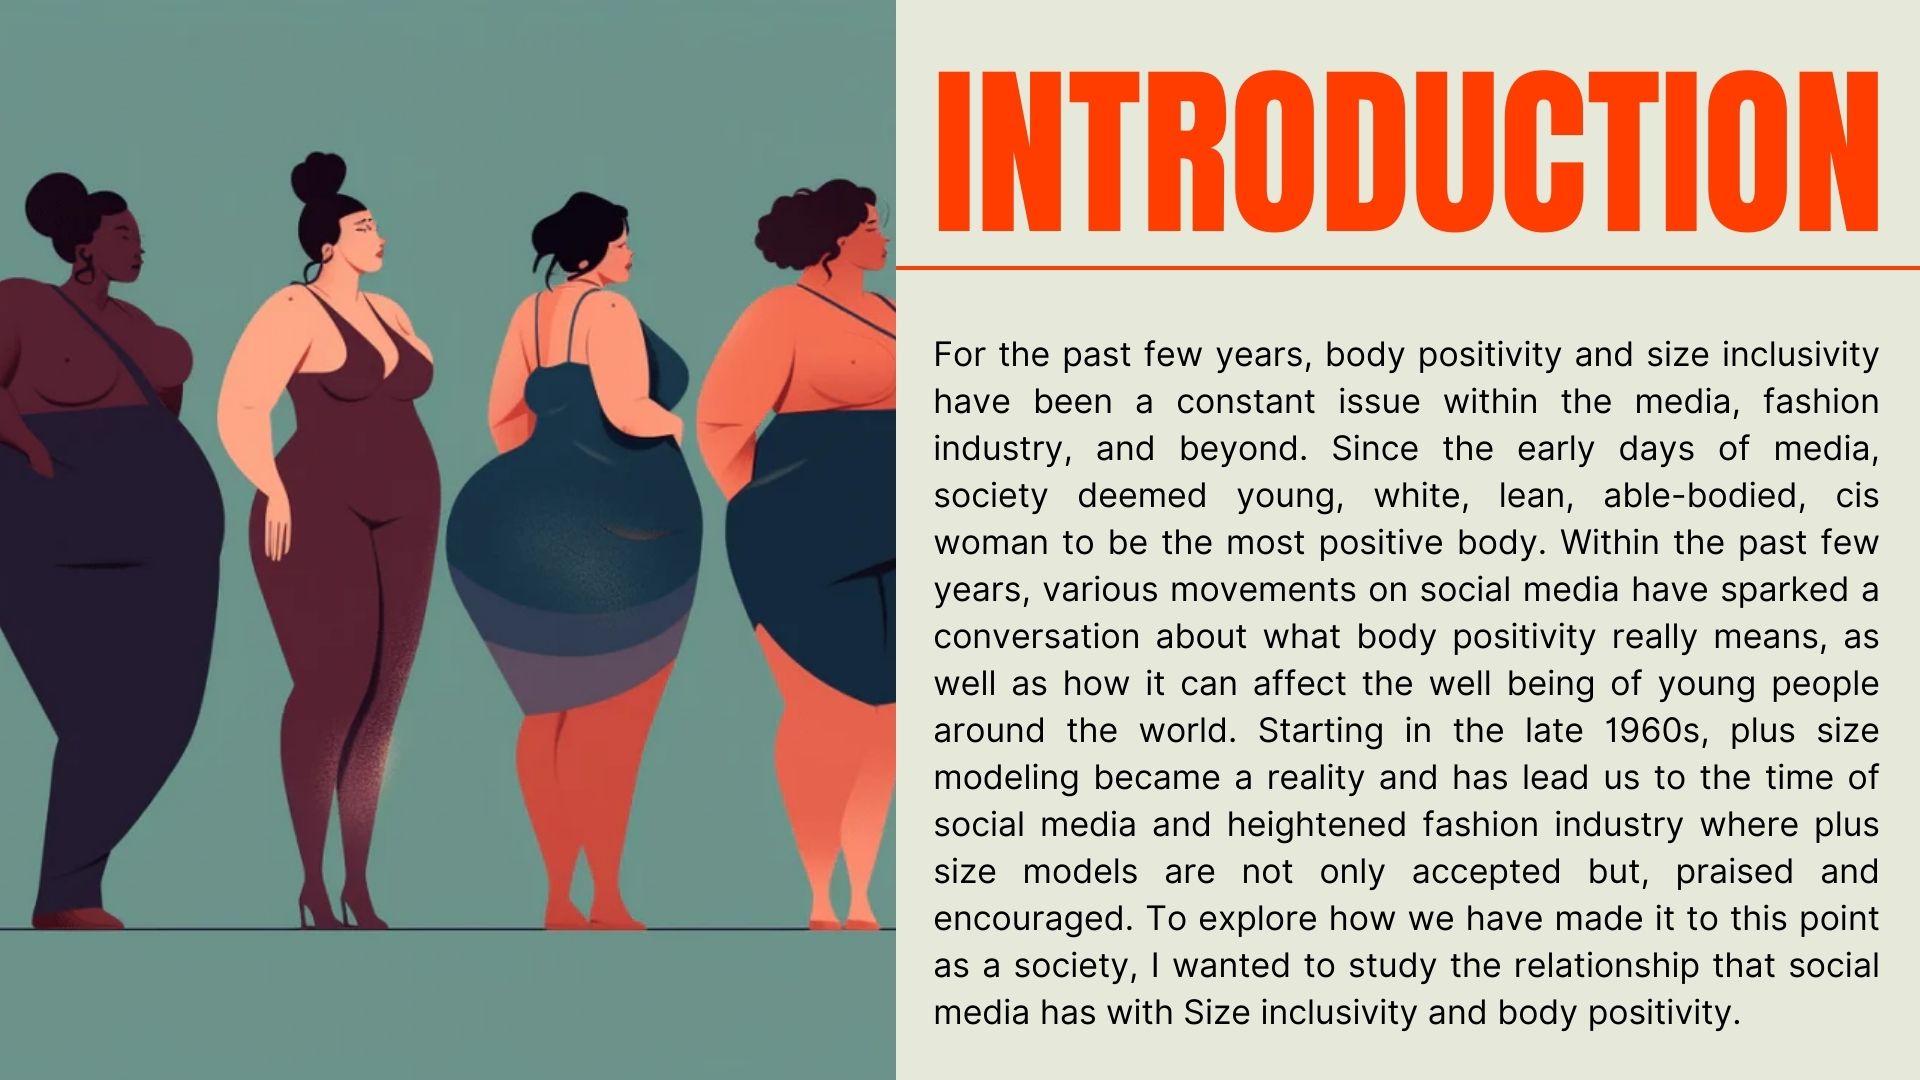 INTRODUCTION
For the past few years, body positivity and size inclusivity
have been a constant issue within the media, fashion
industry, and beyond. Since the early days of media,
society deemed young, white, lean, able-bodied, cis
woman to be the most positive body. Within the past few
years, various movements on social media have sparked a
conversation about what body positivity really means, as
well as how it can affect the well being of young people
around the world. Starting in the late 1960s, plus size
modeling became a reality and has lead us to the time of
social media and heightened fashion industry where plus
size models are not only accepted but, praised and
encouraged. To explore how we have made it to this point
as a society, I wanted to study the relationship that social
media has with Size inclusivity and body positivity.